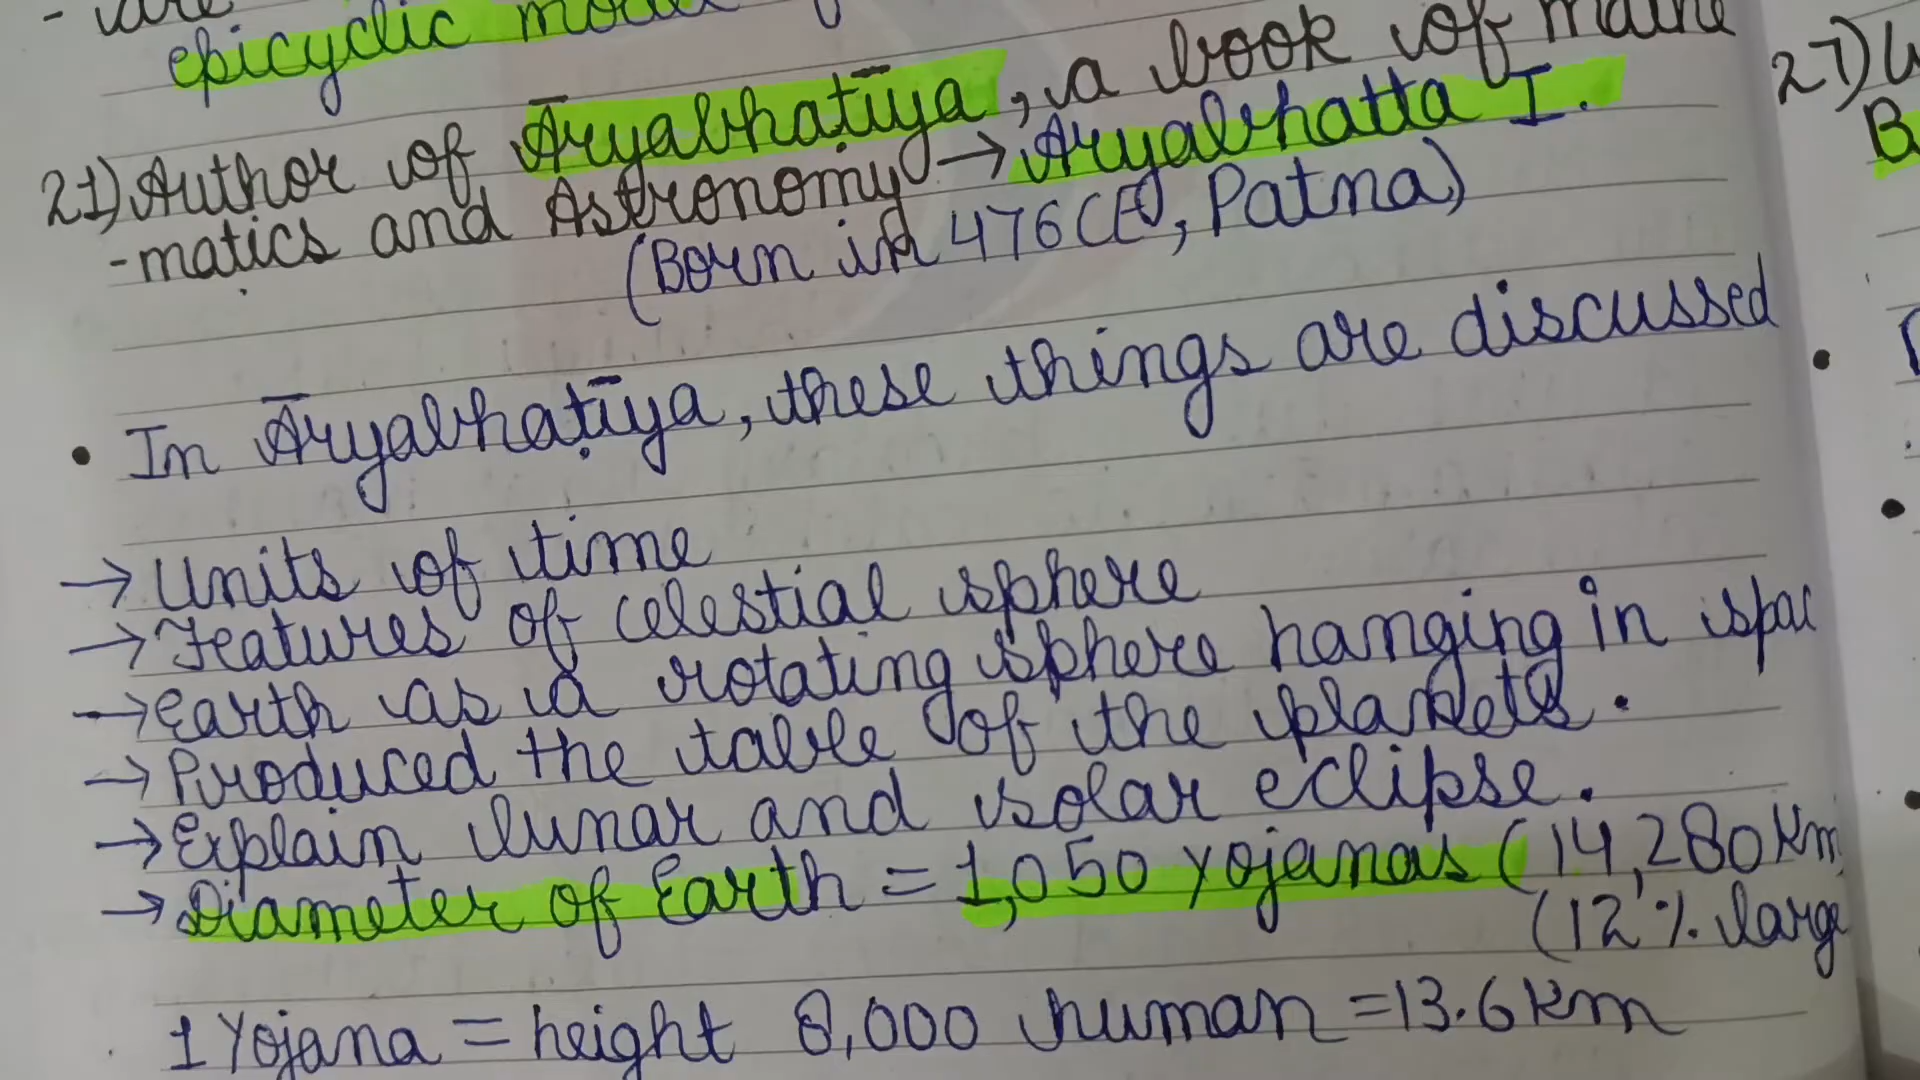 epicyclic
21) Author of Āryabhaṭīya, a book of mathe
-matics and Astronomy → Aryabhatta I.
(Born in 476 CE, Patna)
• In Āryabhaṭīya, these things are discussed
→ Units of time
→ Features of celestial sphere
→ Earth as a rotating sphere hanging in spac
→ Produced the table of the planets.
→ Explain lunar and solar eclipse.
→ Diameter of Earth = 1,050 Yojanas (14,280 Km
(12% large
1 Yojana = height 8,000 human = 13.6 Km
27)
B